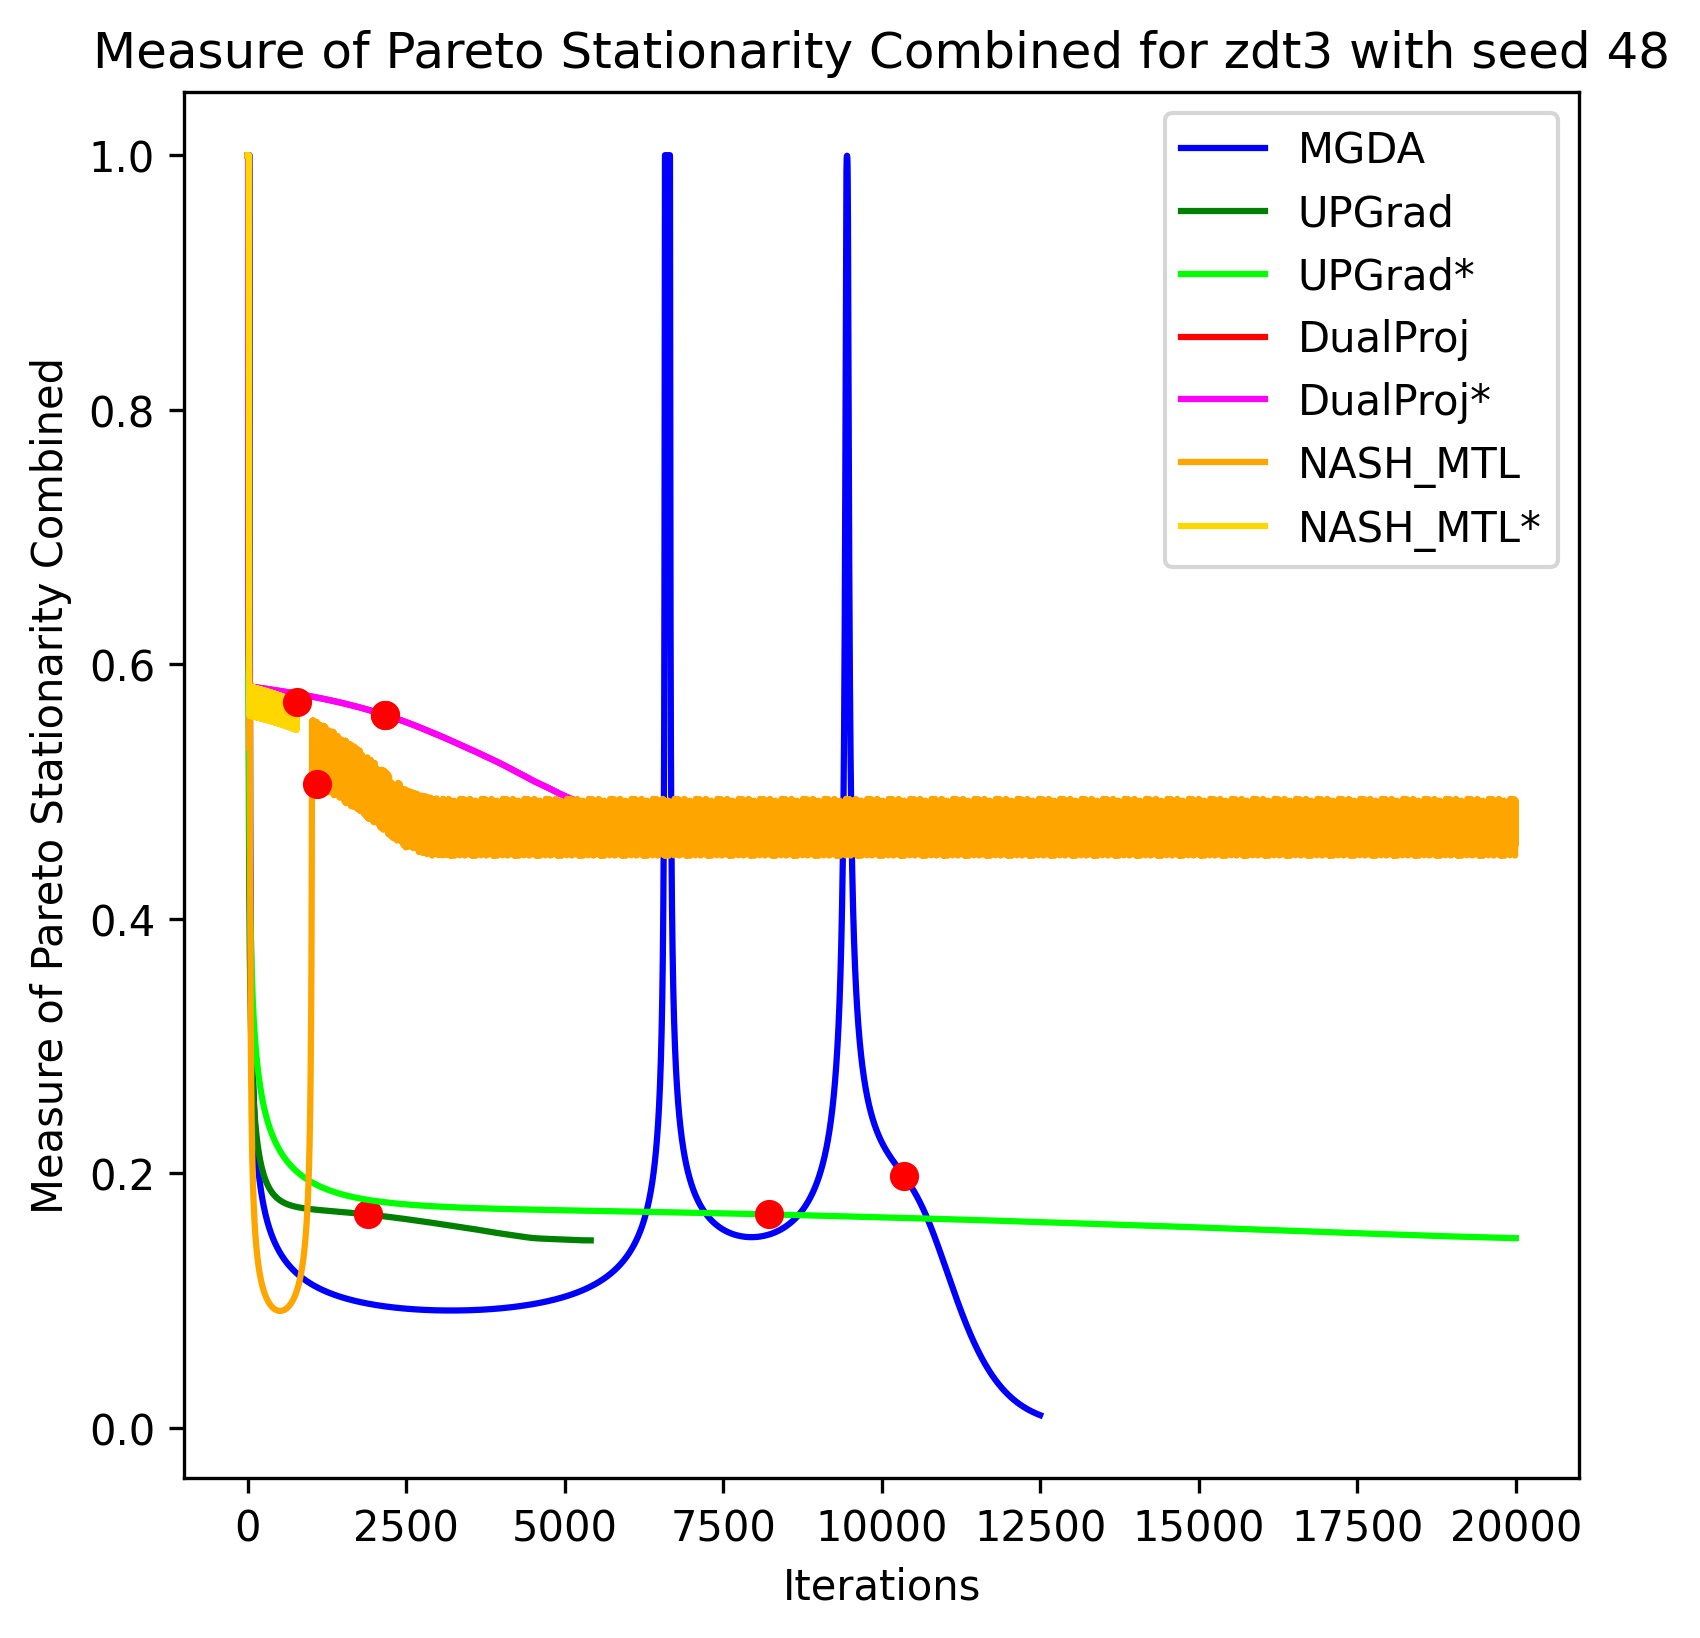 Measure of Pareto Stationarity Combined for zdt3 with seed 48
Measure of Pareto Stationarity Combined
1.0
0.8
0.6
0.4
0.2
0.0
MGDA
UPGrad
UPGrad*
DualProj
DualProj*
NASH_MTL
NASH_MTL*
0 2500 5000 7500 10000 12500 15000 17500 20000
Iterations